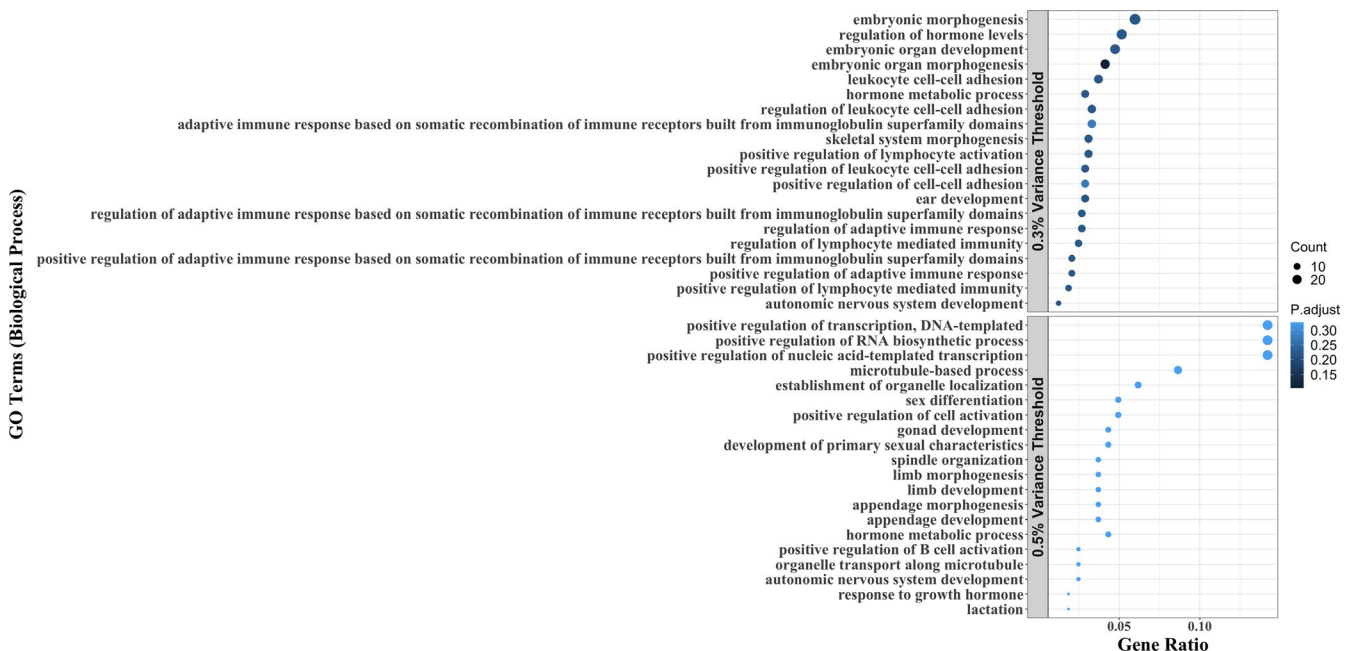 GO Terms (Biological Process)
embryonic morphogenesis
regulation of hormone levels
embryonic organ development
embryonic organ morphogenesis
leukocyte cell-cell adhesion
hormone metabolic process
regulation of leukocyte cell-cell adhesion
adaptive immune response based on somatic recombination of immune receptors built from immunoglobulin superfamily domains
skeletal system morphogenesis
positive regulation of lymphocyte activation
positive regulation of leukocyte cell-cell adhesion
positive regulation of cell-cell adhesion
ear development
regulation of adaptive immune response based on somatic recombination of immune receptors built from immunoglobulin superfamily domains
regulation of adaptive immune response
regulation of lymphocyte mediated immunity
positive regulation of adaptive immune response based on somatic recombination of immune receptors built from immunoglobulin superfamily domains
positive regulation of adaptive immune response
positive regulation of lymphocyte mediated immunity
autonomic nervous system development
0.3% Variance Threshold
positive regulation of transcription, DNA-templated
positive regulation of RNA biosynthetic process
positive regulation of nucleic acid-templated transcription
microtubule-based process
establishment of organelle localization
sex differentiation
positive regulation of cell activation
gonad development
development of primary sexual characteristics
spindle organization
limb morphogenesis
limb development
appendage morphogenesis
appendage development
hormone metabolic process
positive regulation of B cell activation
organelle transport along microtubule
autonomic nervous system development
response to growth hormone
lactation
0.5% Variance Threshold
0.05 0.10
Gene Ratio
Count
10
20
P.adjust
0.30
0.25
0.20
0.15